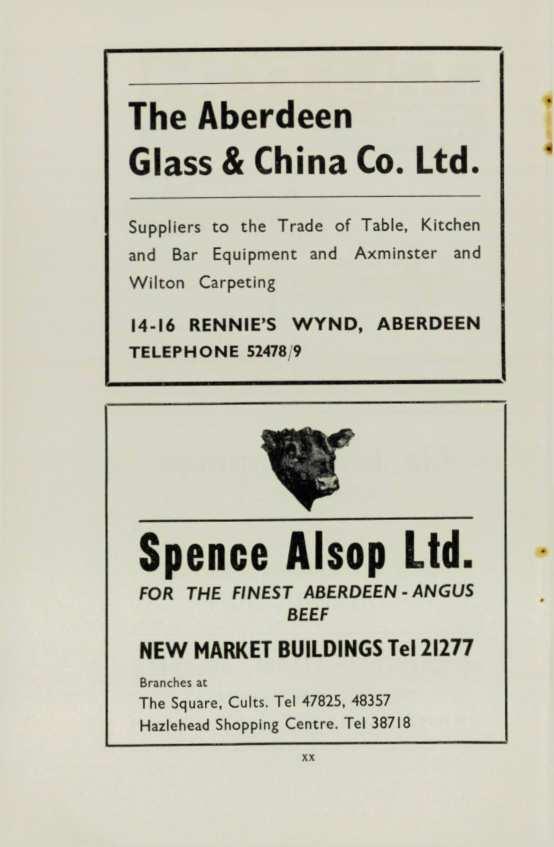 The Aberdeen
Glass & China Co. Ltd.
Suppliers to the Trade of Table, Kitchen
and Bar Equipment and Axminster and
Wilton Carpeting
14-16 RENNIE'S WYND, ABERDEEN
TELEPHONE 52478/9
Spence Alsop Ltd.
FOR THE FINEST ABERDEEN - ANGUS
BEEF
NEW MARKET BUILDINGS Tel 21277
Branches at
The Square, Cults. Tel 47825, 48357
Hazlehead Shopping Centre. Tel 38718
xx